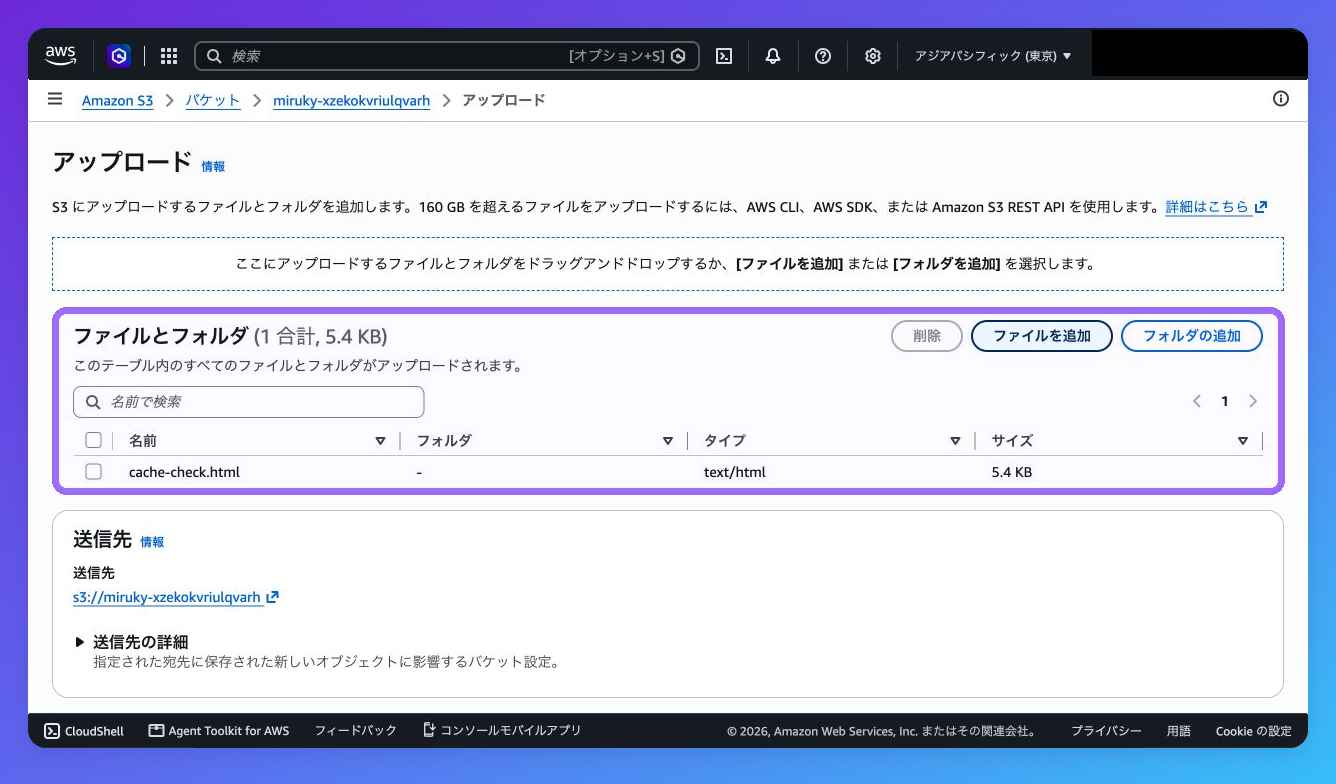 aws
検索 [オプション+S] アジアパシフィック (東京)
Amazon S3 バケット miruky-xzekokvriulqvarh アップロード
アップロード 情報
S3 にアップロードするファイルとフォルダを追加します。160 GB を超えるファイルをアップロードするには、AWS CLI、AWS SDK、または Amazon S3 REST API を使用します。詳細はこちら
ここにアップロードするファイルとフォルダをドラッグアンドドロップするか、[ファイルを追加] または [フォルダを追加] を選択します。
ファイルとフォルダ (1 合計, 5.4 KB) 削除 ファイルを追加 フォルダの追加
このテーブル内のすべてのファイルとフォルダがアップロードされます。
名前で検索 1
名前 フォルダ タイプ サイズ
cache-check.html - text/html 5.4 KB
送信先 情報
送信先
s3://miruky-xzekokvriulqvarh
送信先の詳細
指定された宛先に保存された新しいオブジェクトに影響するバケット設定。
CloudShell Agent Toolkit for AWS フィードバック コンソールモバイルアプリ © 2026, Amazon Web Services, Inc. またはその関連会社。 プライバシー 用語 Cookie の設定